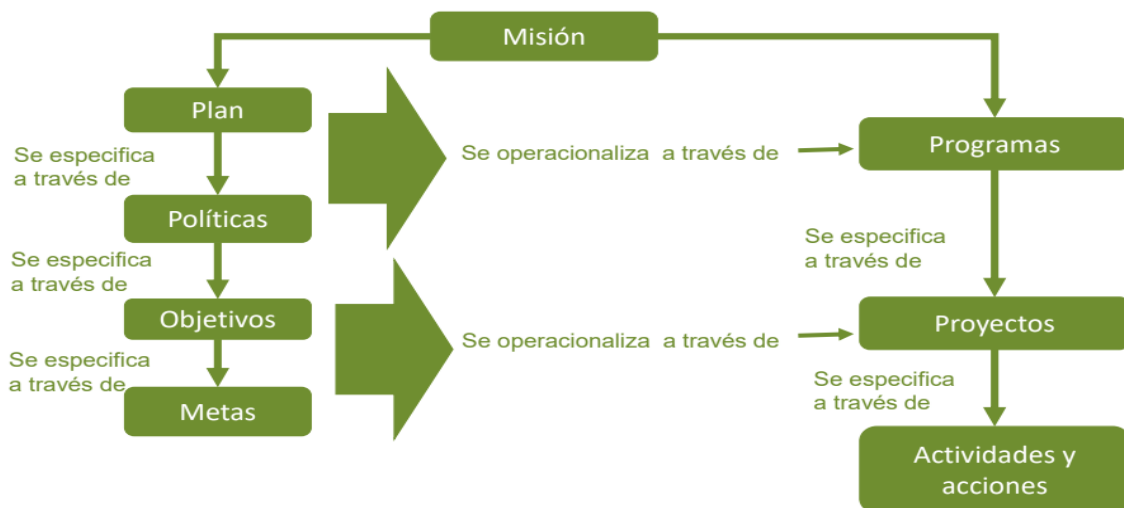 Misión
Plan
Se especifica
a través de
Políticas
Se especifica
a través de
Objetivos
Se especifica
a través de
Metas
Se operacionaliza a través de
Se operacionaliza a través de
Programas
Se especifica
a través de
Proyectos
Se especifica
a través de
Actividades y
acciones